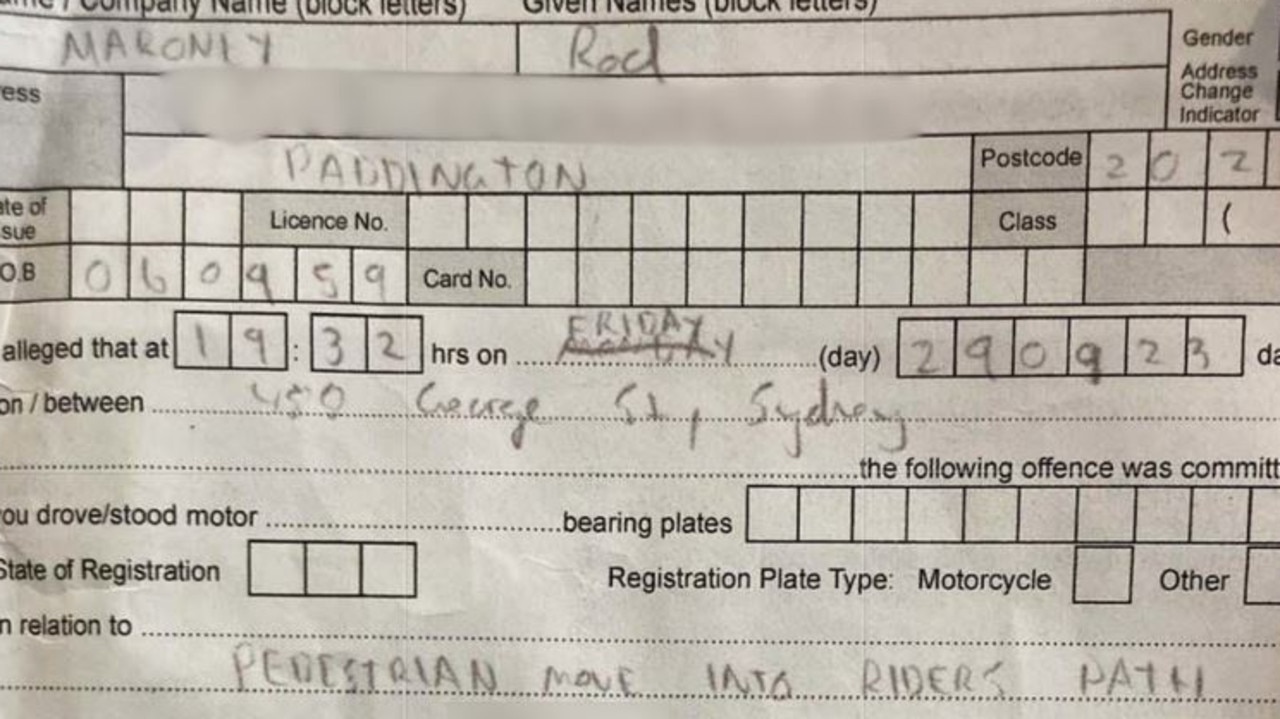 Company Name (block letters) Given Names (block letters)
MARONEY Rod Gender
ess Address Change Indicator
PADDINGTON Postcode 2 0 2
ate of sue Licence No. Class (
O.B 0 6 0 9 5 9 Card No.
alleged that at 1 9 : 3 2 hrs on FRIDAY (day) 2 9 0 9 2 3 da
on / between 450 George St, Sydney
the following offence was committ
ou drove/stood motor bearing plates
State of Registration Registration Plate Type: Motorcycle Other
n relation to
PEDESTRIAN MOVE INTO RIDERS PATH